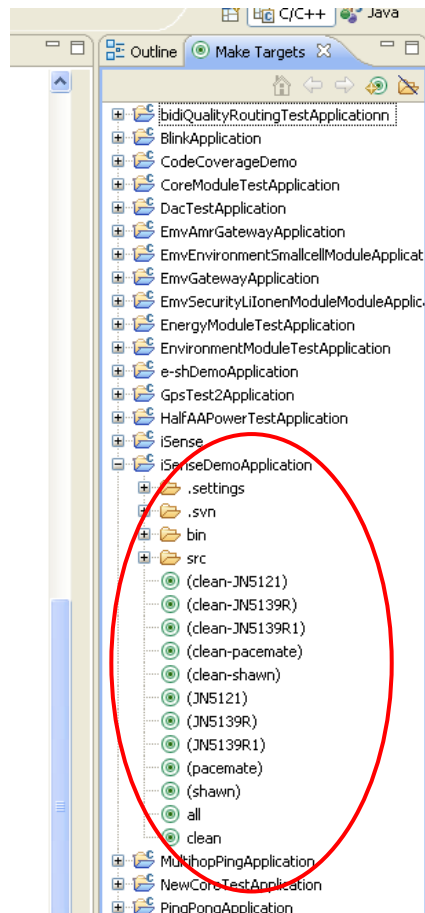 C/C++ Java
Outline Make Targets
bidiQualityRoutingTestApplicationn
BlinkApplication
CodeCoverageDemo
CoreModuleTestApplication
DacTestApplication
EmvAmrGatewayApplication
EmvEnvironmentSmallcellModuleApplicat
EmvGatewayApplication
EmvSecurityLiIonenModuleModuleApplica
EnergyModuleTestApplication
EnvironmentModuleTestApplication
e-shDemoApplication
GpsTest2Application
HalfAAPowerTestApplication
iSense
iSenseDemoApplication
.settings
.svn
bin
src
(clean-JN5121)
(clean-JN5139R)
(clean-JN5139R1)
(clean-pacemate)
(clean-shawn)
(JN5121)
(JN5139R)
(JN5139R1)
(pacemate)
(shawn)
all
clean
MultihopPingApplication
NewCoreTestApplication
PingPongApplication